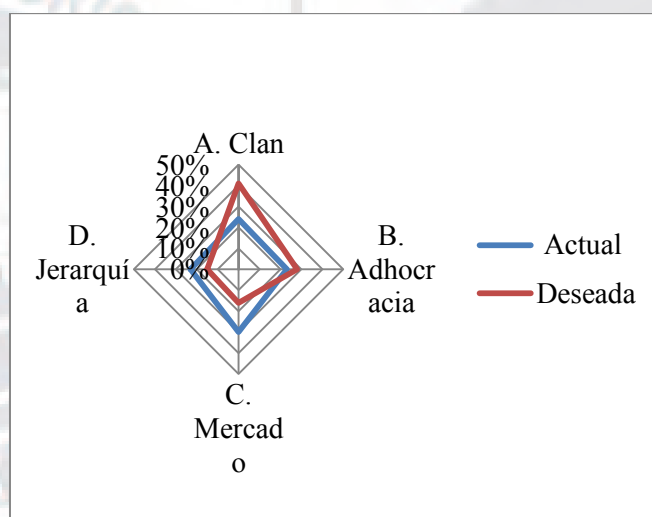 A. Clan
50%
40%
30%
20%
10%
0%
B.
Adhocr
acia
C.
Mercad
o
D.
Jerarquí
a
Actual
Deseada